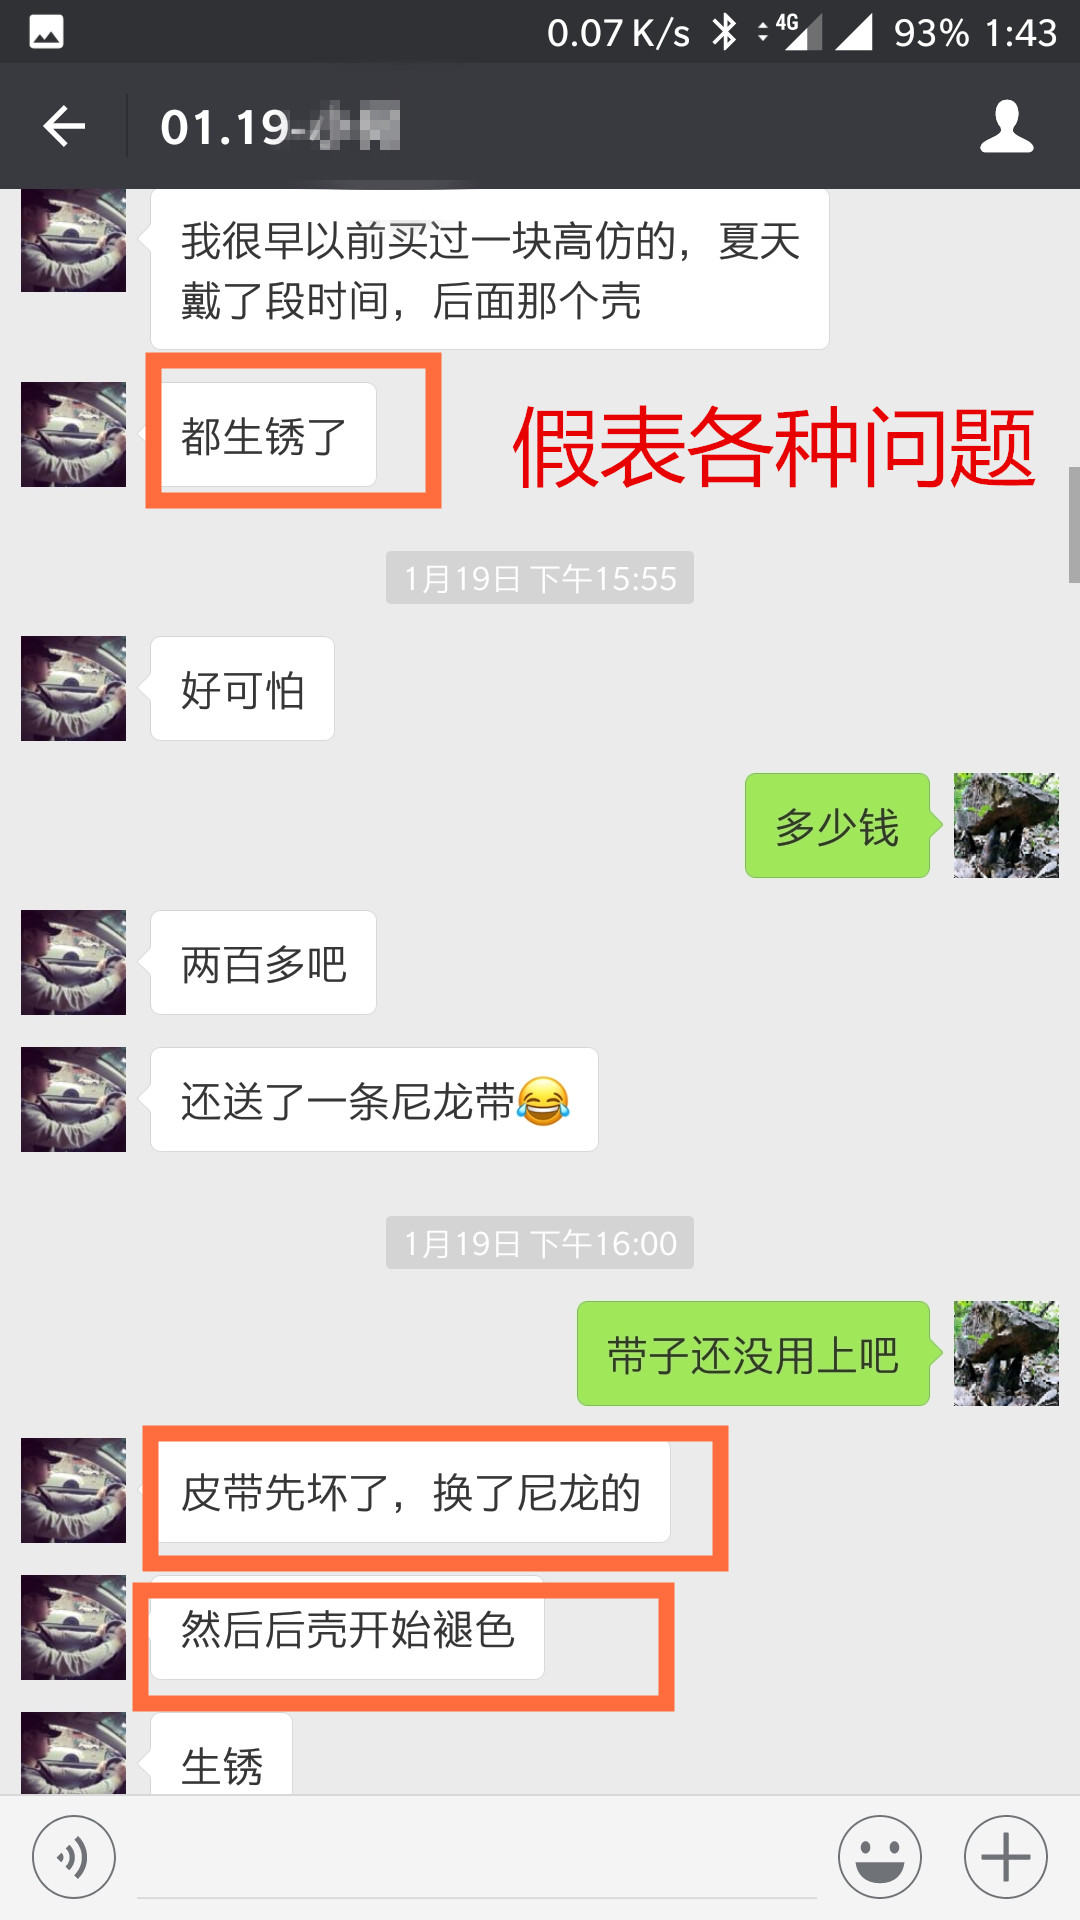 0.07 K/s 4G 93% 1:43
01.19-
我很早以前买过一块高仿的，夏天
戴了段时间，后面那个壳
都生锈了
假表各种问题
1月19日 下午15:55
好可怕
多少钱
两百多吧
还送了一条尼龙带😂
1月19日 下午16:00
带子还没用上吧
皮带先坏了，换了尼龙的
然后后壳开始褪色
生锈